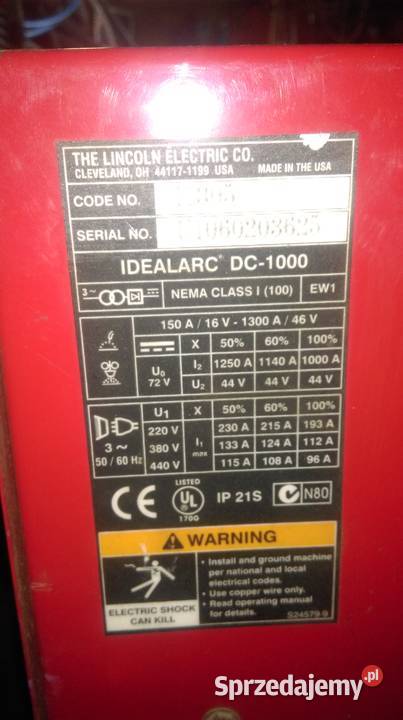 THE LINCOLN ELECTRIC CO.
CLEVELAND, OH 44117-1199 USA MADE IN THE USA
CODE NO.
SERIAL NO. 1060203625
IDEALARC® DC-1000
3~ NEMA CLASS I (100) EW1
150 A / 16 V - 1300 A / 46 V
X 50% 60% 100%
U₀ 72 V I₂ 1250 A 1140 A 1000 A
U₂ 44 V 44 V 44 V
3~ 50 / 60 Hz
U₁ X 50% 60% 100%
220 V I₁ max 230 A 215 A 193 A
380 V 133 A 124 A 112 A
440 V 115 A 108 A 96 A
CE LISTED UL 170G IP 21S C N80
WARNING
• Install and ground machine
per national and local
electrical codes.
• Use copper wire only.
• Read operating manual
for details.
ELECTRIC SHOCK
CAN KILL
S24579-9
Sprzedajemy.pl